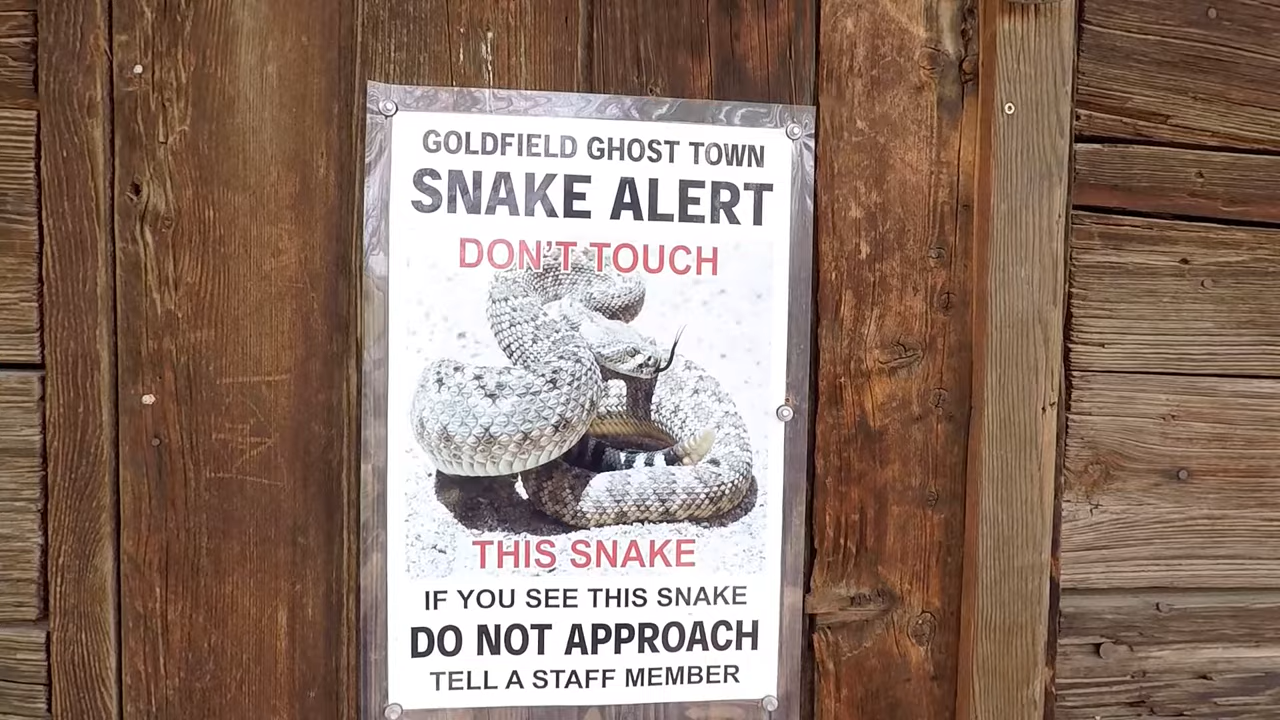 GOLDFIELD GHOST TOWN
SNAKE ALERT
DON'T TOUCH
THIS SNAKE
IF YOU SEE THIS SNAKE
DO NOT APPROACH
TELL A STAFF MEMBER